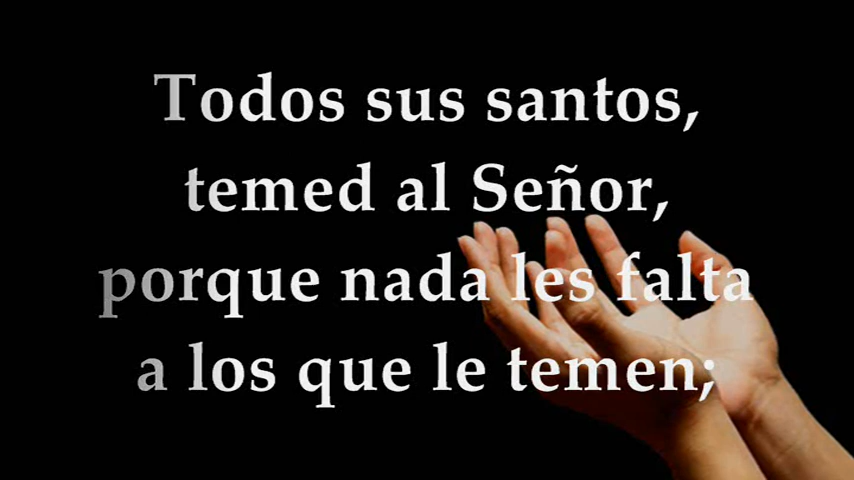 Todos sus santos,
temed al Señor,
porque nada les falta
a los que le temen;